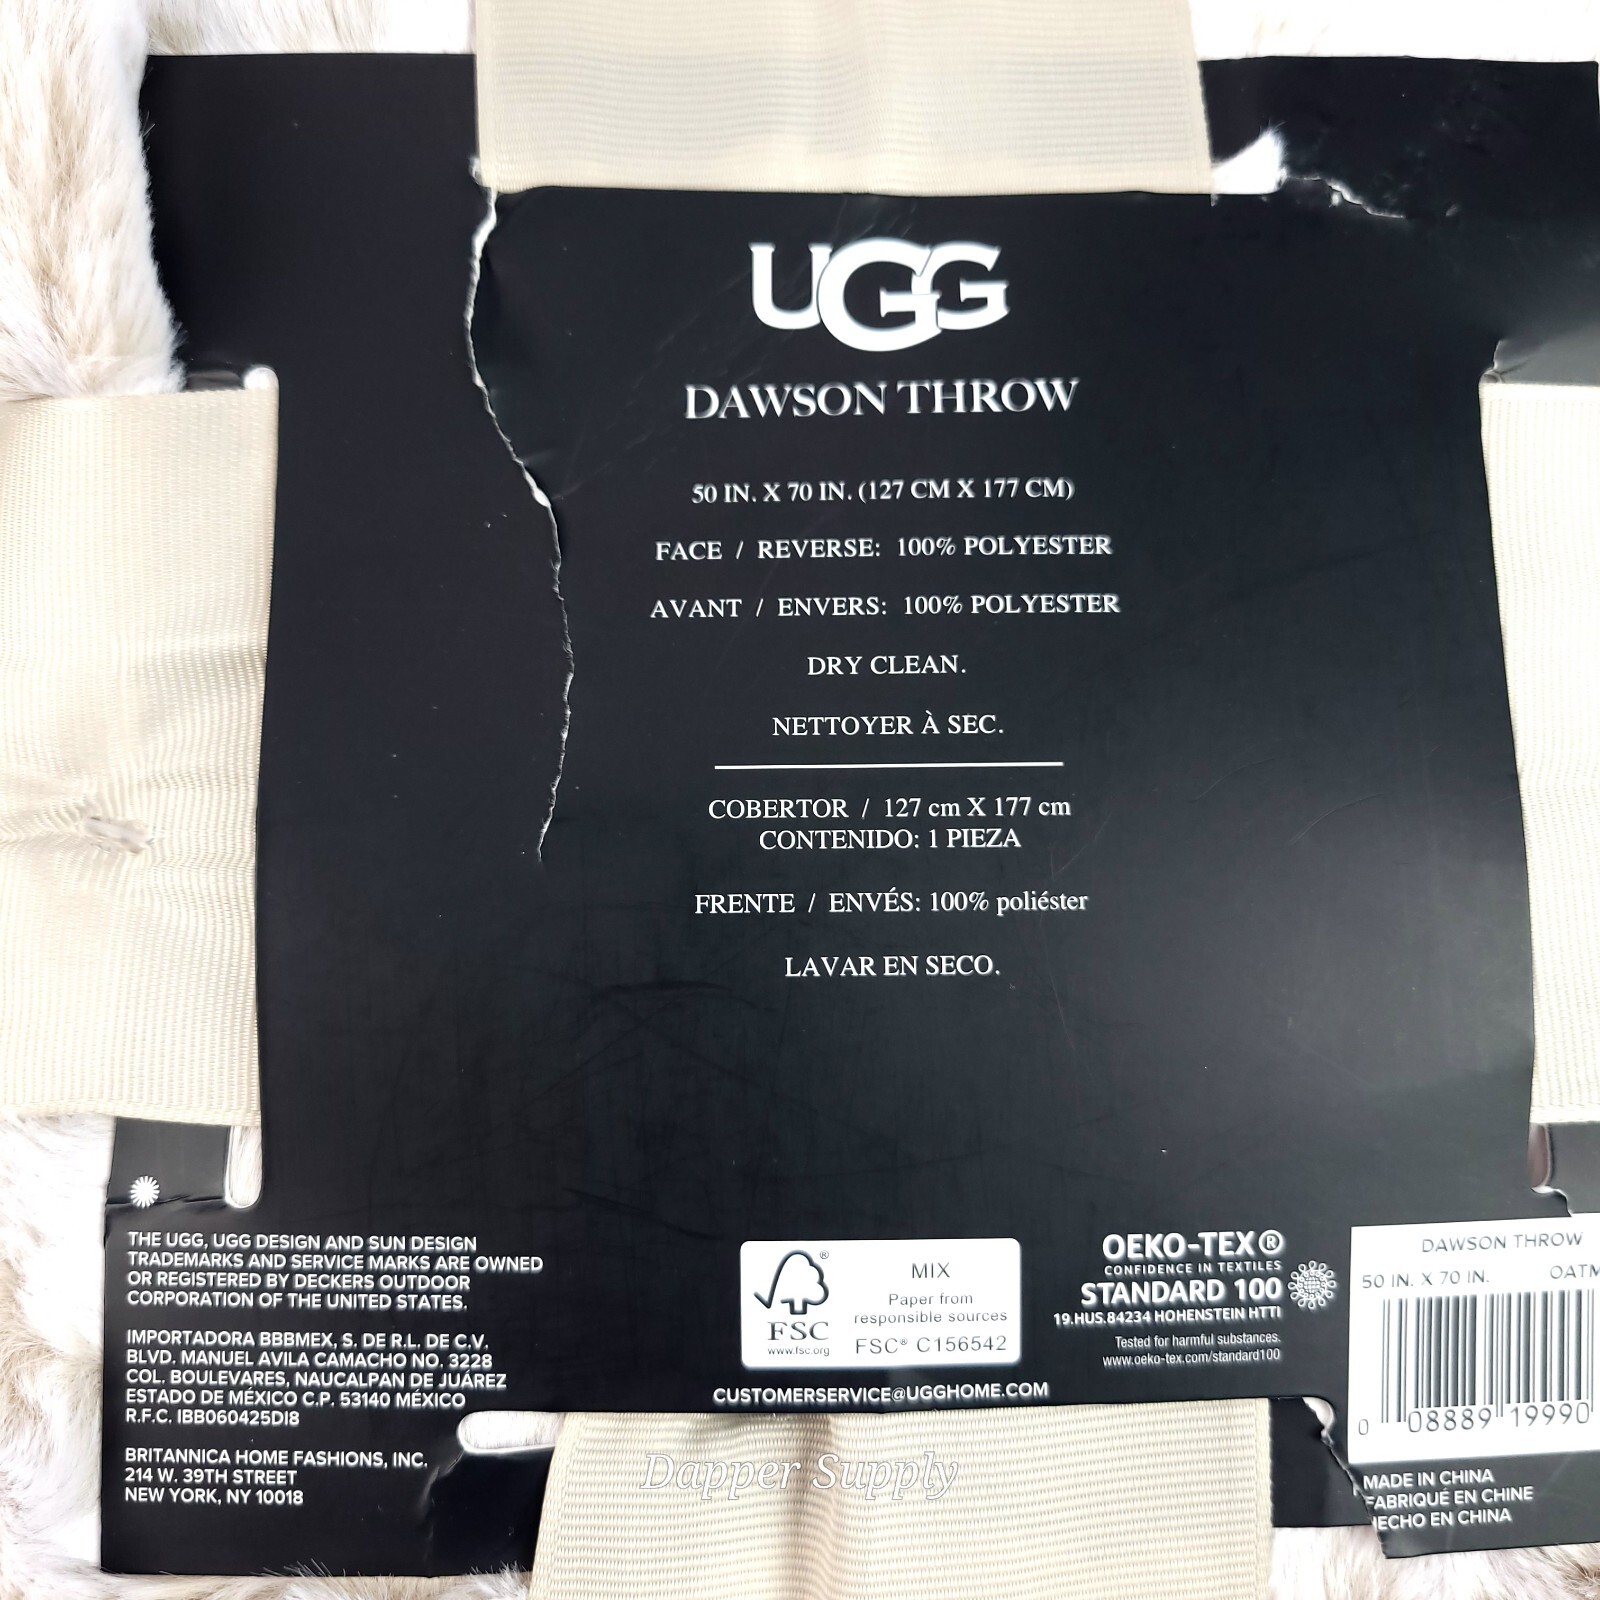 UGG
DAWSON THROW
50 IN. X 70 IN. (127 CM X 177 CM)
FACE / REVERSE: 100% POLYESTER
AVANT / ENVERS: 100% POLYESTER
DRY CLEAN.
NETTOYER À SEC.
COBERTOR / 127 cm X 177 cm
CONTENIDO: 1 PIEZA
FRENTE / ENVÉS: 100% poliéster
LAVAR EN SECO.
THE UGG, UGG DESIGN AND SUN DESIGN
TRADEMARKS AND SERVICE MARKS ARE OWNED
OR REGISTERED BY DECKERS OUTDOOR
CORPORATION OF THE UNITED STATES.
IMPORTADORA BBBMEX, S. DE R.L. DE C.V.
BLVD. MANUEL AVILA CAMACHO NO. 3228
COL. BOULEVARES, NAUCALPAN DE JUÁREZ
ESTADO DE MÉXICO C.P. 53140 MÉXICO
R.F.C. IBB060425DI8
BRITANNICA HOME FASHIONS, INC.
214 W. 39TH STREET
NEW YORK, NY 10018
®
FSC
www.fsc.org
MIX
Paper from
responsible sources
FSC® C156542
CUSTOMERSERVICE@UGGHOME.COM
OEKO-TEX®
CONFIDENCE IN TEXTILES
STANDARD 100
19.HUS.84234 HOHENSTEIN HTTI
Tested for harmful substances.
www.oeko-tex.com/standard100
DAWSON THROW
50 IN. X 70 IN. OATM
0 08889 19990
MADE IN CHINA
FABRIQUÉ EN CHINE
HECHO EN CHINA
Dapper Supply